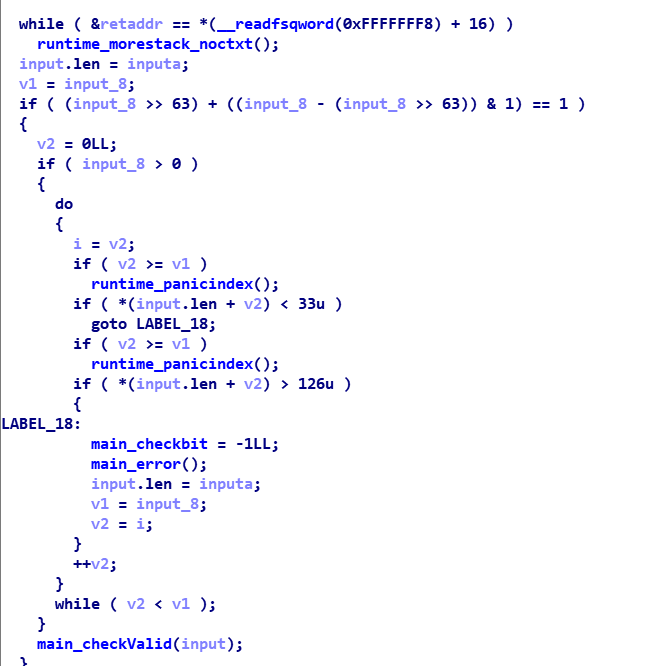 while ( &retaddr == *(__readfsqword(0xFFFFFFF8) + 16) )
runtime_morestack_noctxt();
input.len = inputa;
v1 = input_8;
if ( (input_8 >> 63) + ((input_8 - (input_8 >> 63)) & 1) == 1 )
{
v2 = 0LL;
if ( input_8 > 0 )
{
do
{
i = v2;
if ( v2 >= v1 )
runtime_panicindex();
if ( *(input.len + v2) < 33u )
goto LABEL_18;
if ( v2 >= v1 )
runtime_panicindex();
if ( *(input.len + v2) > 126u )
{
LABEL_18:
main_checkbit = -1LL;
main_error();
input.len = inputa;
v1 = input_8;
v2 = i;
}
++v2;
}
while ( v2 < v1 );
}
main_checkValid(input);
}